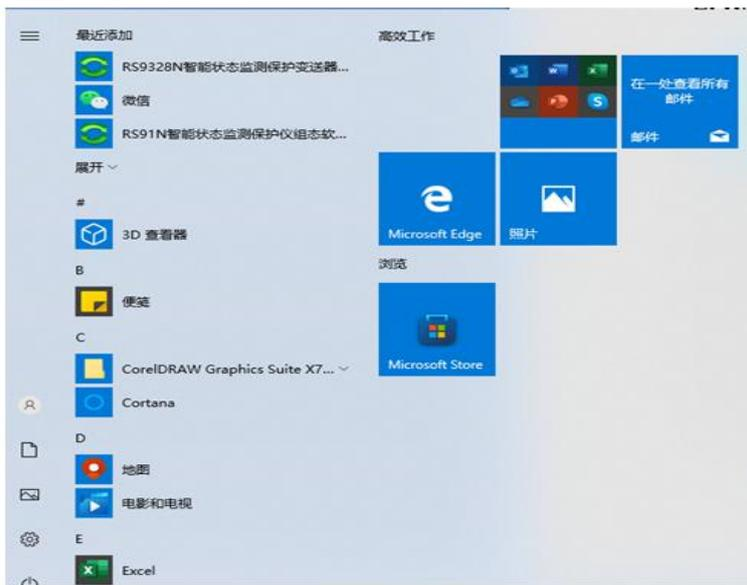 最近添加
RS9328N智能状态监测保护变送器...
微信
RS91N智能状态监测保护仪组态软...
展开
#
3D 查看器
B
便笺
C
CorelDRAW Graphics Suite X7...
Cortana
D
地图
电影和电视
E
Excel
高效工作
在一处查看所有
邮件
邮件
Microsoft Edge
照片
浏览
Microsoft Store